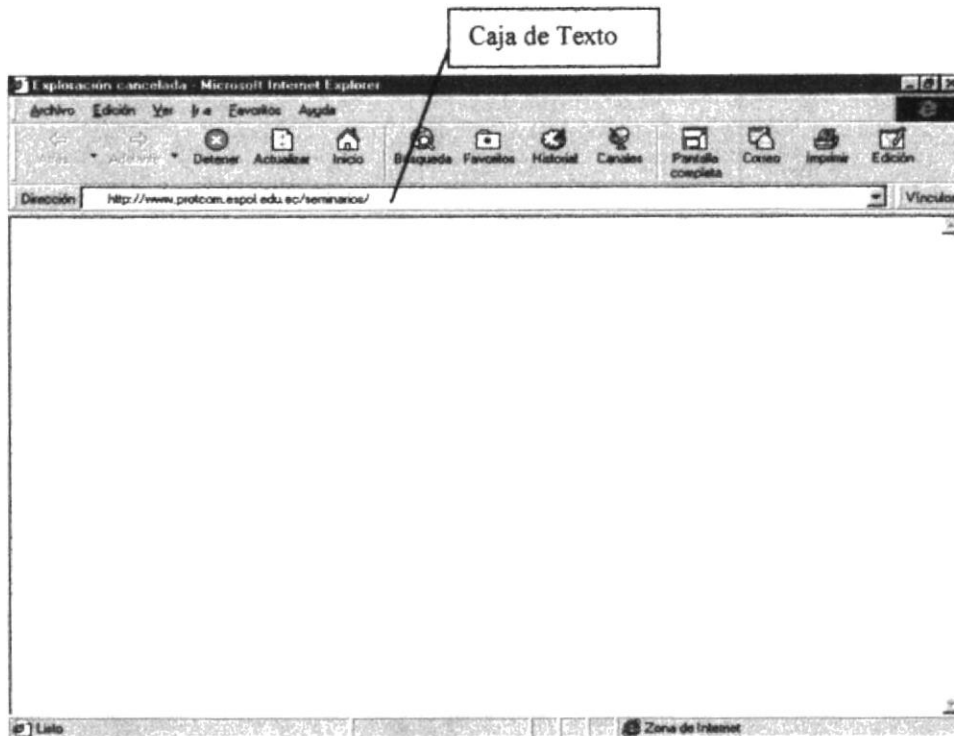 Caja de Texto
Exploración cancelada - Microsoft Internet Explorer
Archivo Edición Ver Ir a Favoritos Ayuda
Atrás Adelante Detener Actualizar Inicio Búsqueda Favoritos Historial Canales Pantalla completa Correo Imprimir Edición
Dirección http://www.protcom.espol.edu.ec/seminarios/ Vínculos
Listo Zona de Internet